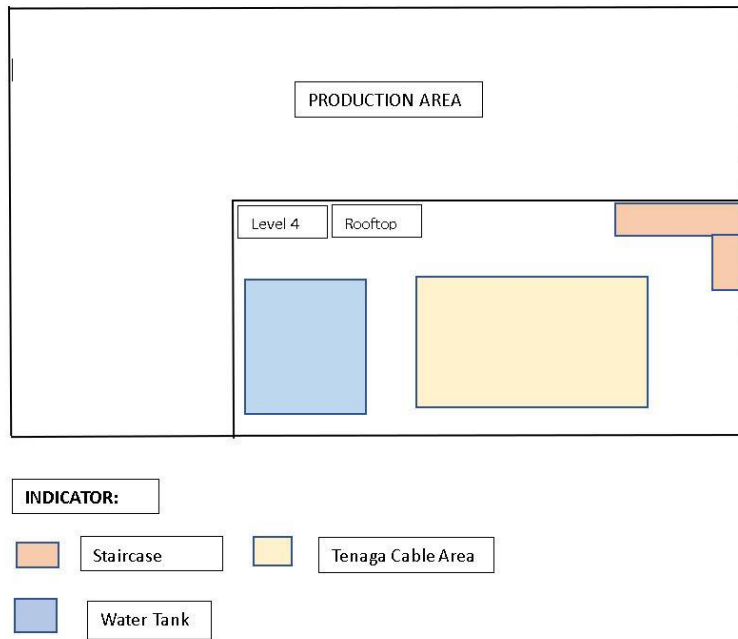 PRODUCTION AREA
Level 4 Rooftop
INDICATOR:
Staircase Tenaga Cable Area
Water Tank